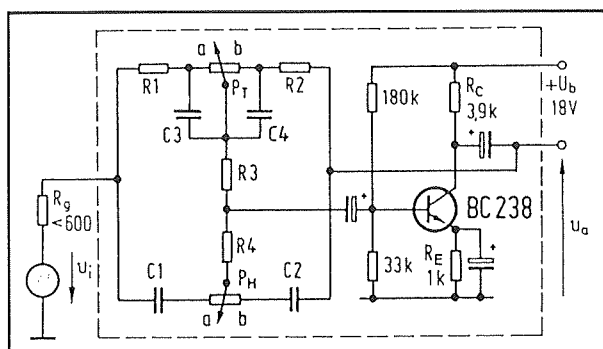 a b
R1
R2
P_T
C3
C4
R3
R_g
<600
u_i
R4
C1
P_H
C2
a b
180k
R_C
3,9k
+
+U_b
18V
+
BC238
33k
R_E
1k
+
u_a